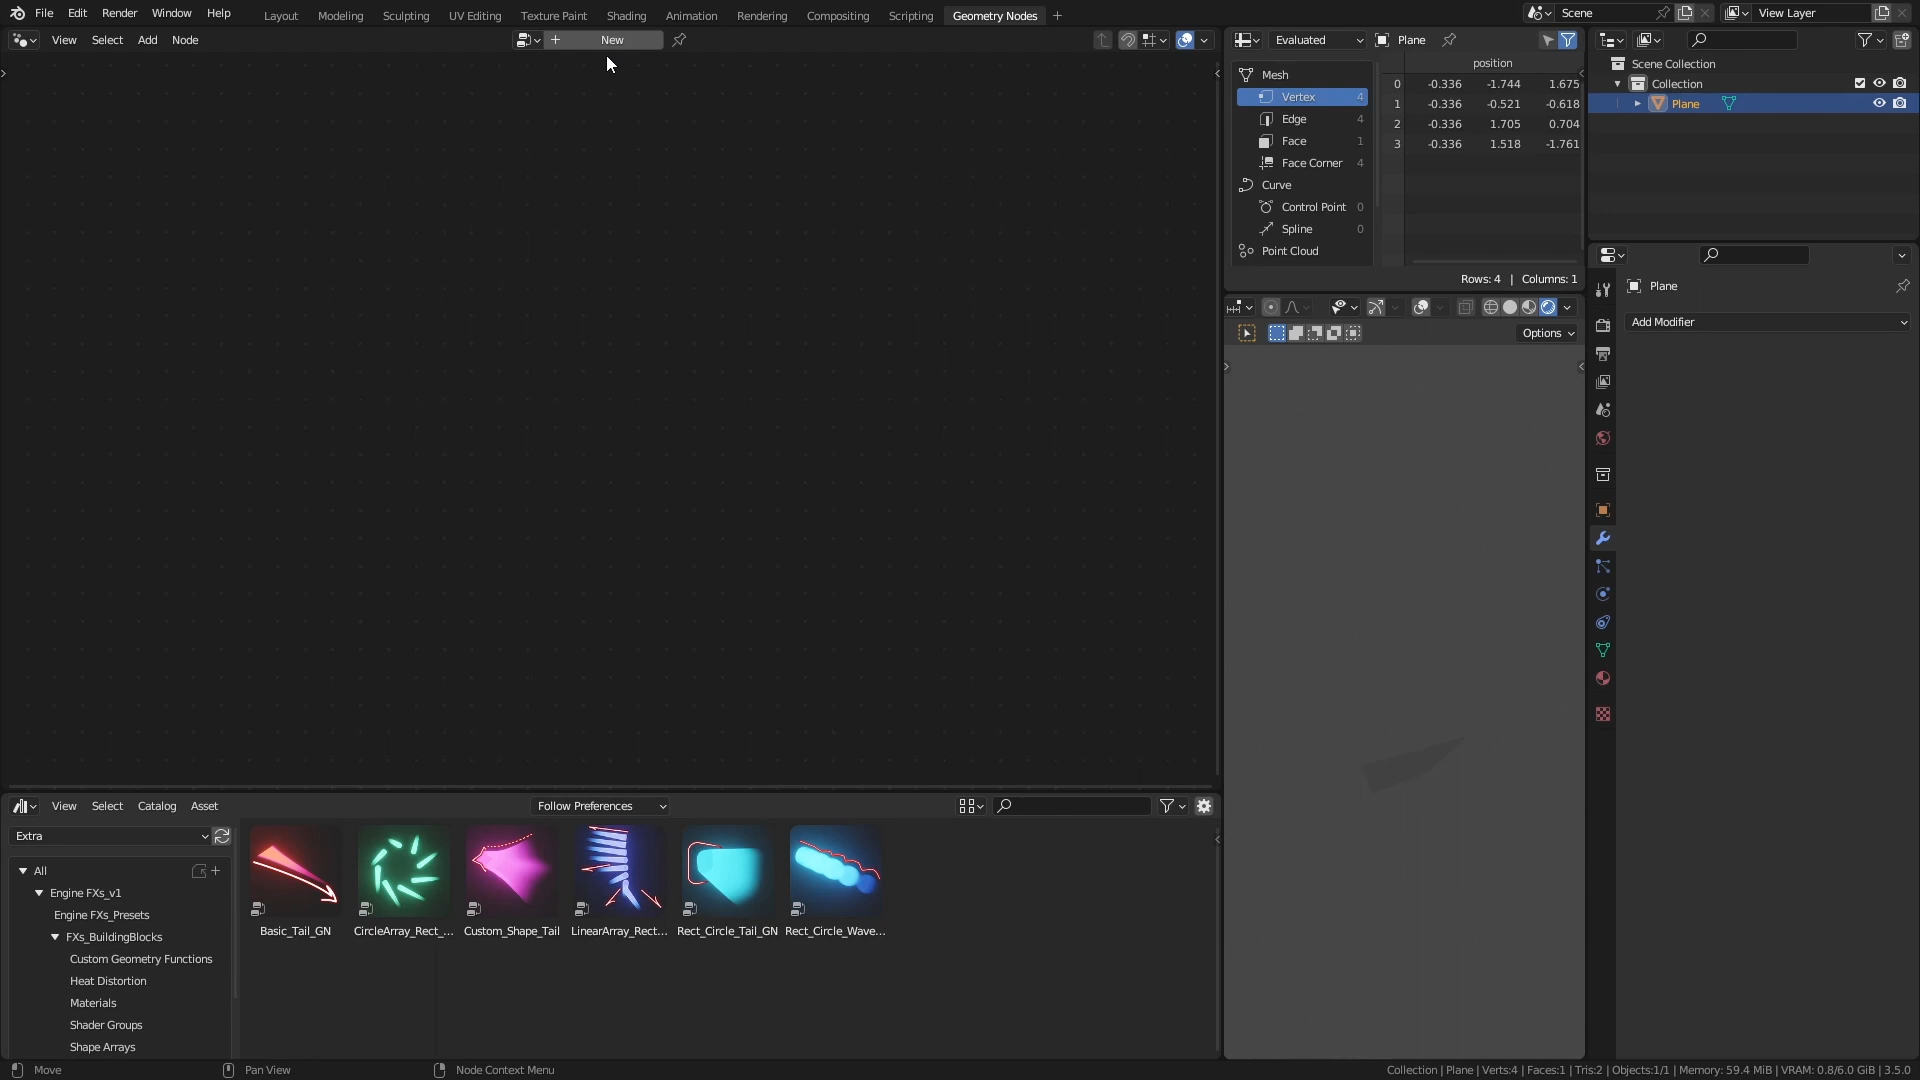 File Edit Render Window Help Layout Modeling Sculpting UV Editing Texture Paint Shading Animation Rendering Compositing Scripting Geometry Nodes + Scene View Layer
View Select Add Node + New
Evaluated Plane
position
Mesh
Vertex 4
Edge 4
Face 1
Face Corner 4
Curve
Control Point 0
Spline 0
Point Cloud
0 -0.336 -1.744 1.675
1 -0.336 -0.521 -0.618
2 -0.336 1.705 0.704
3 -0.336 1.518 -1.761
Rows: 4 | Columns: 1
Options
Scene Collection
Collection
Plane
Plane
Add Modifier
View Select Catalog Asset Follow Preferences
Extra
All
Engine FXs_v1
Engine FXs_Presets
FXs_BuildingBlocks
Custom Geometry Functions
Heat Distortion
Materials
Shader Groups
Shape Arrays
Basic_Tail_GN CircleArray_Rect_... Custom_Shape_Tail LinearArray_Rect... Rect_Circle_Tail_GN Rect_Circle_Wave...
Move Pan View Node Context Menu Collection | Plane | Verts:4 | Faces:1 | Tris:2 | Objects:1/1 | Memory: 59.4 MiB | VRAM: 0.8/6.0 GiB | 3.5.0